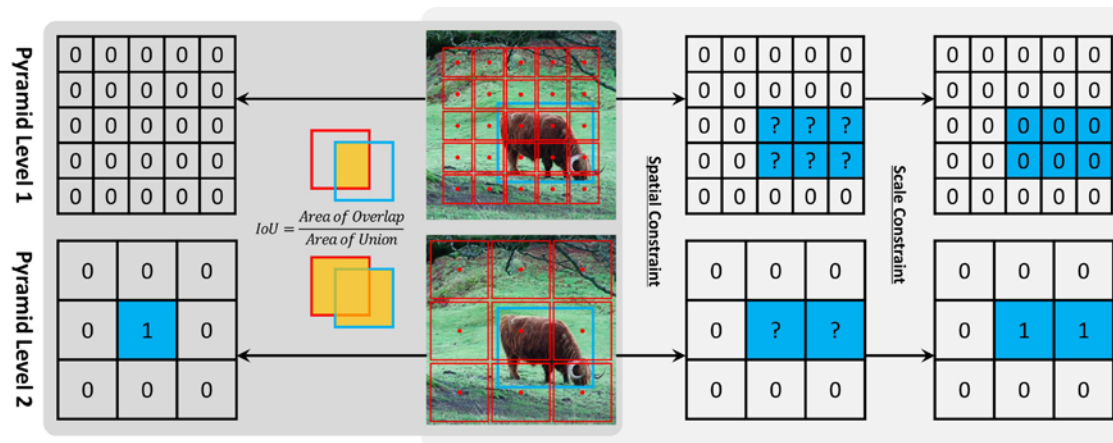 Pyramid Level 1
0 0 0 0 0
0 0 0 0 0
0 0 0 0 0
0 0 0 0 0
0 0 0 0 0
IoU = Area of Overlap
Area of Union
Spatial Constraint
0 0 0 0 0
0 0 0 0 0
0 0 ? ? ?
0 0 ? ? ?
0 0 0 0 0
Scale Constraint
0 0 0 0 0
0 0 0 0 0
0 0 0 0 0
0 0 0 0 0
0 0 0 0 0
Pyramid Level 2
0 0 0
0 1 0
0 0 0
0 0 0
0 ? ?
0 0 0
0 0 0
0 1 1
0 0 0